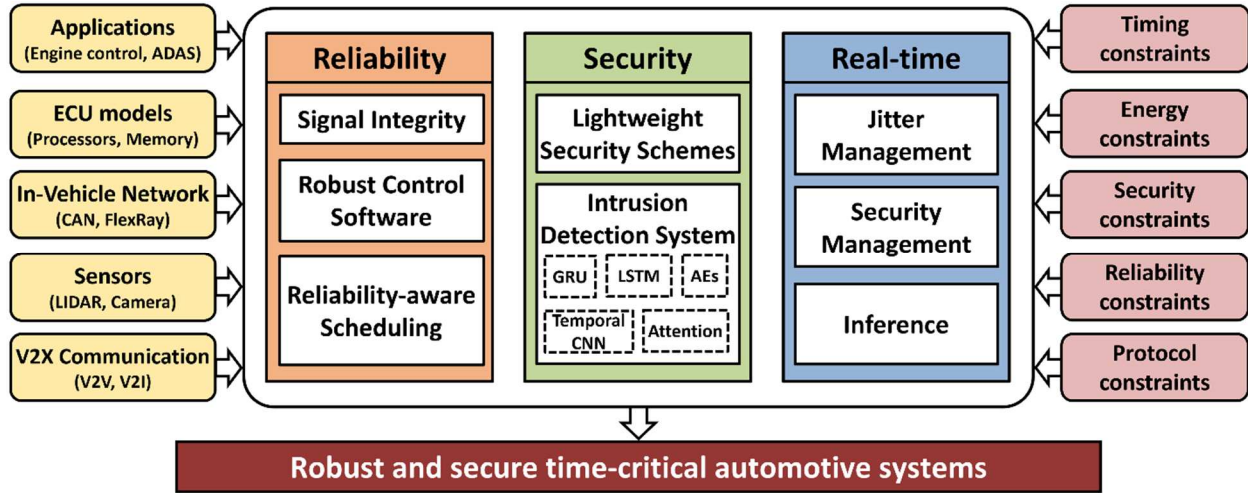 Applications
(Engine control, ADAS)
ECU models
(Processors, Memory)
In-Vehicle Network
(CAN, FlexRay)
Sensors
(LIDAR, Camera)
V2X Communication
(V2V, V2I)
Reliability
Signal Integrity
Robust Control
Software
Reliability-aware
Scheduling
Security
Lightweight
Security Schemes
Intrusion
Detection System
GRU
LSTM
AEs
Temporal
CNN
Attention
Real-time
Jitter
Management
Security
Management
Inference
Timing
constraints
Energy
constraints
Security
constraints
Reliability
constraints
Protocol
constraints
Robust and secure time-critical automotive systems